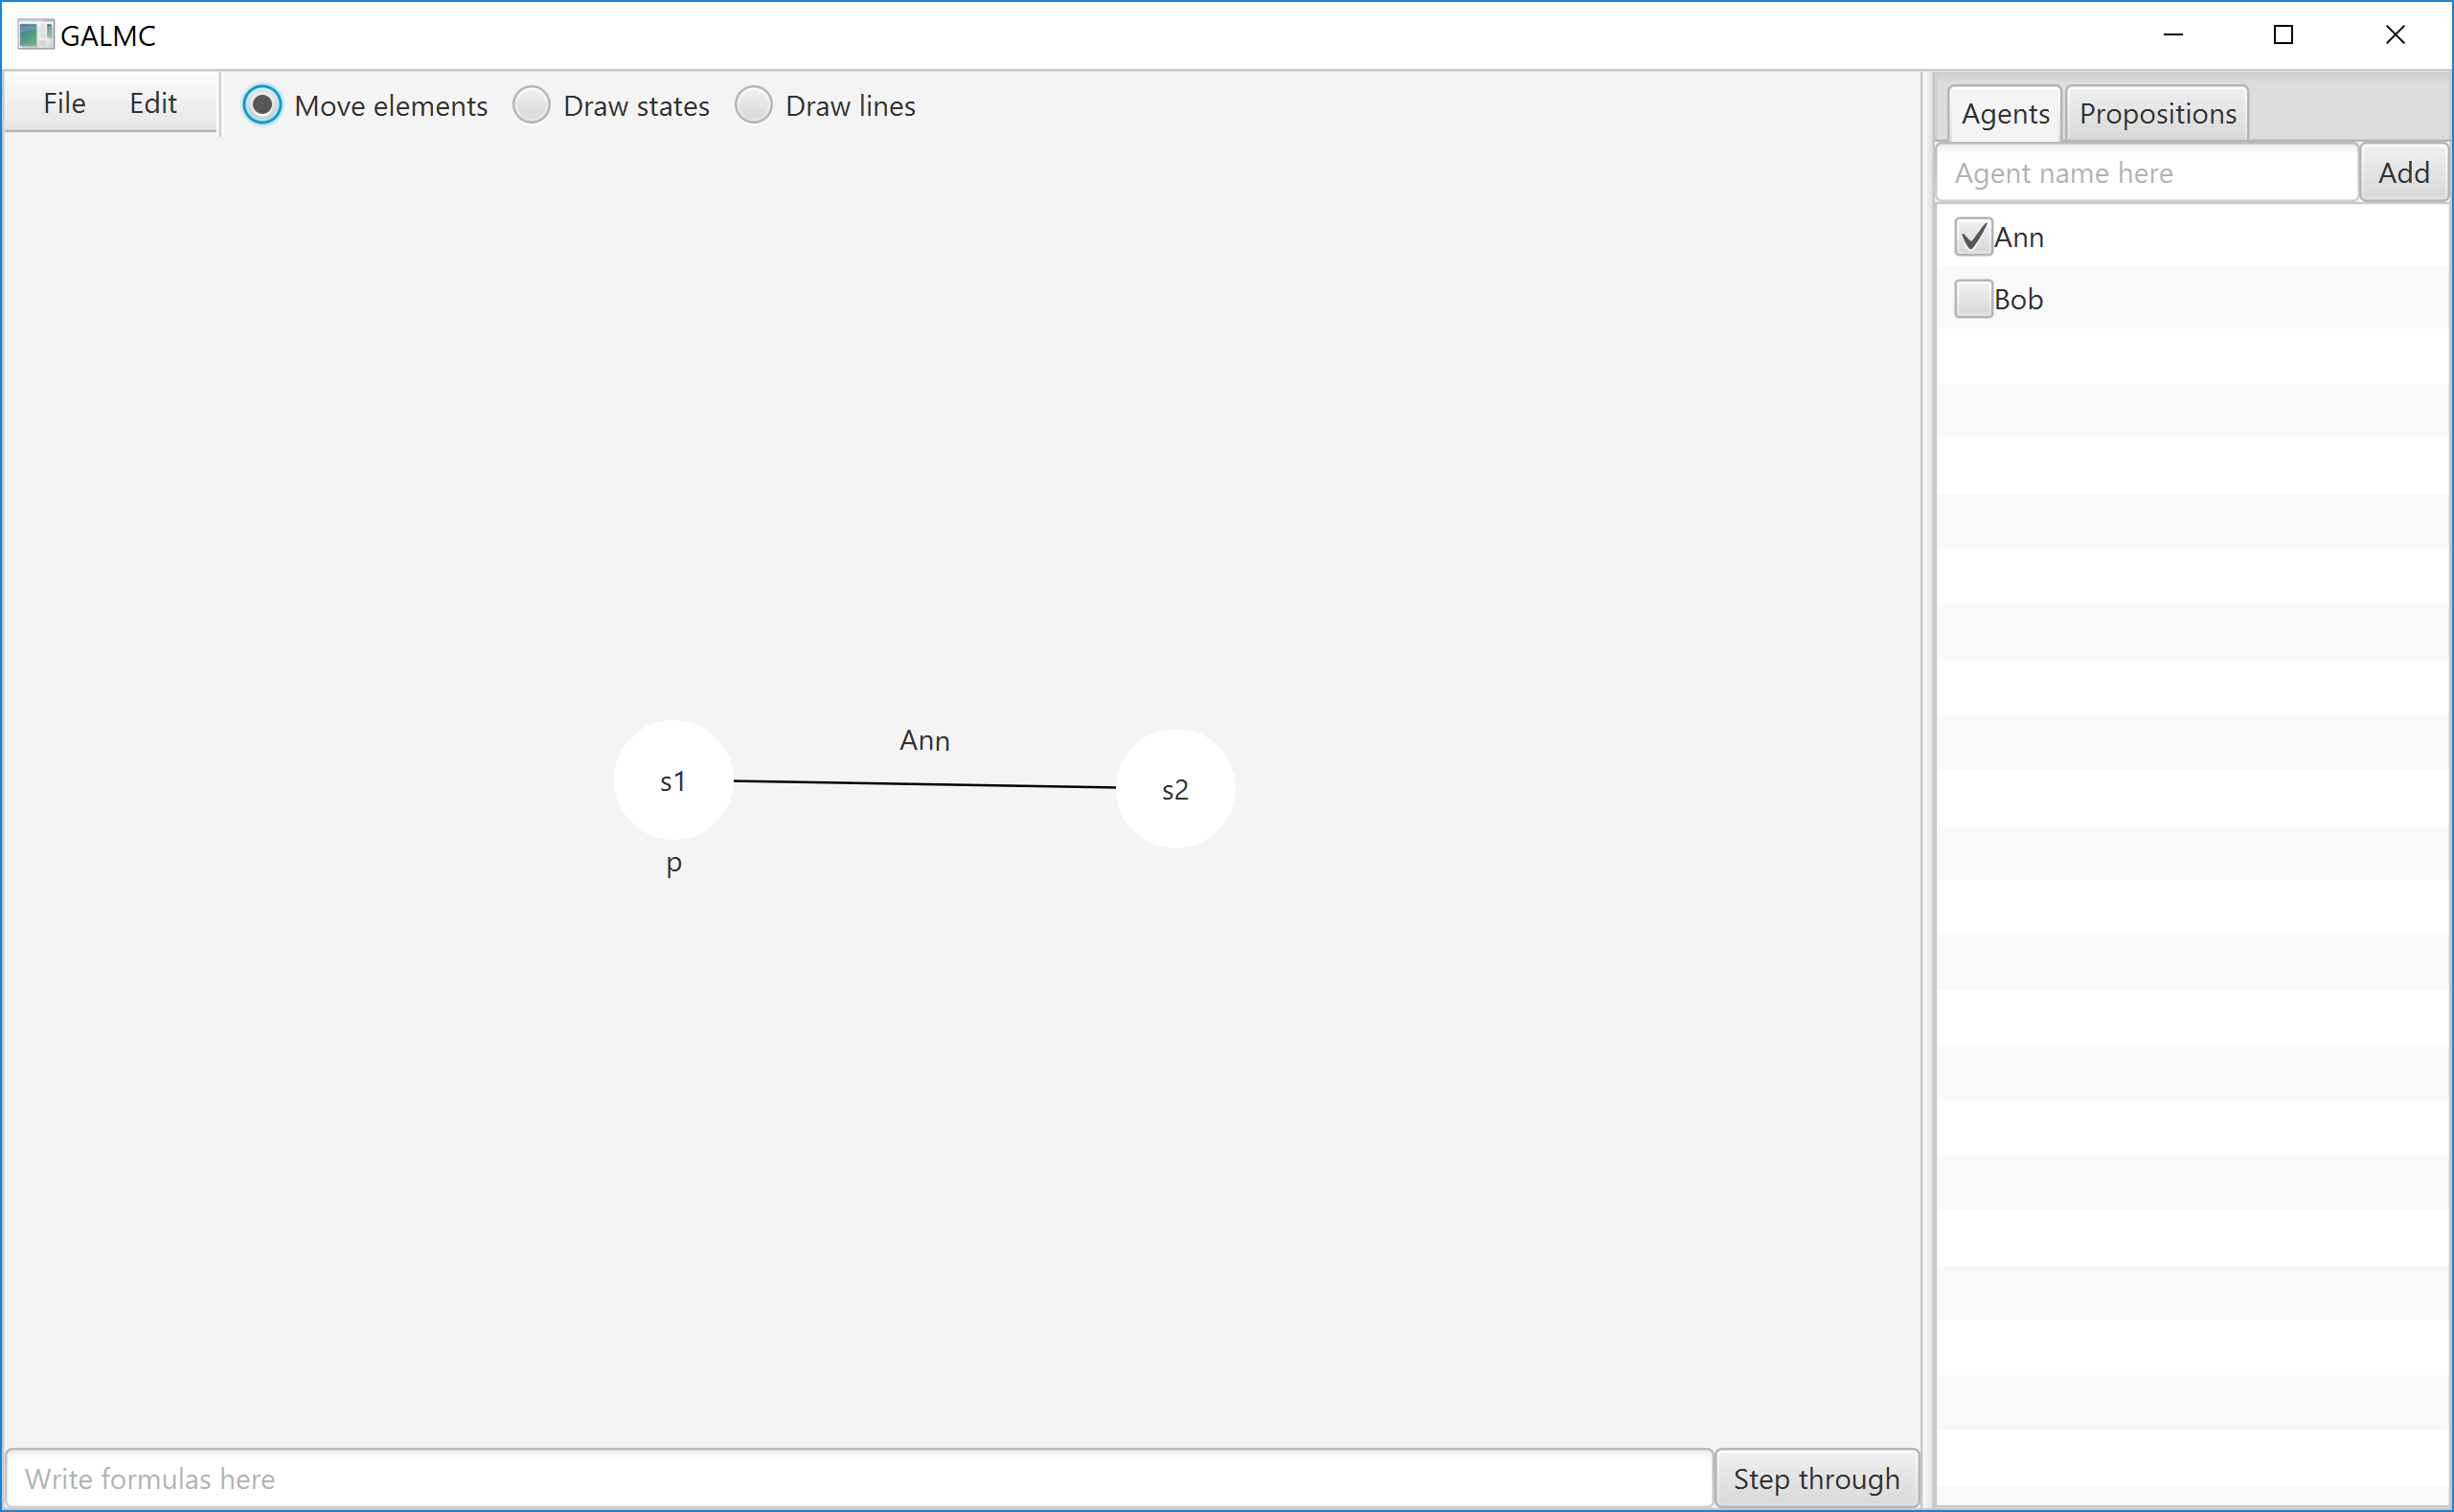 GALMC
File Edit Move elements Draw states Draw lines
Agents Propositions
Agent name here Add
Ann
Bob
Ann
s1 s2
p
Write formulas here Step through